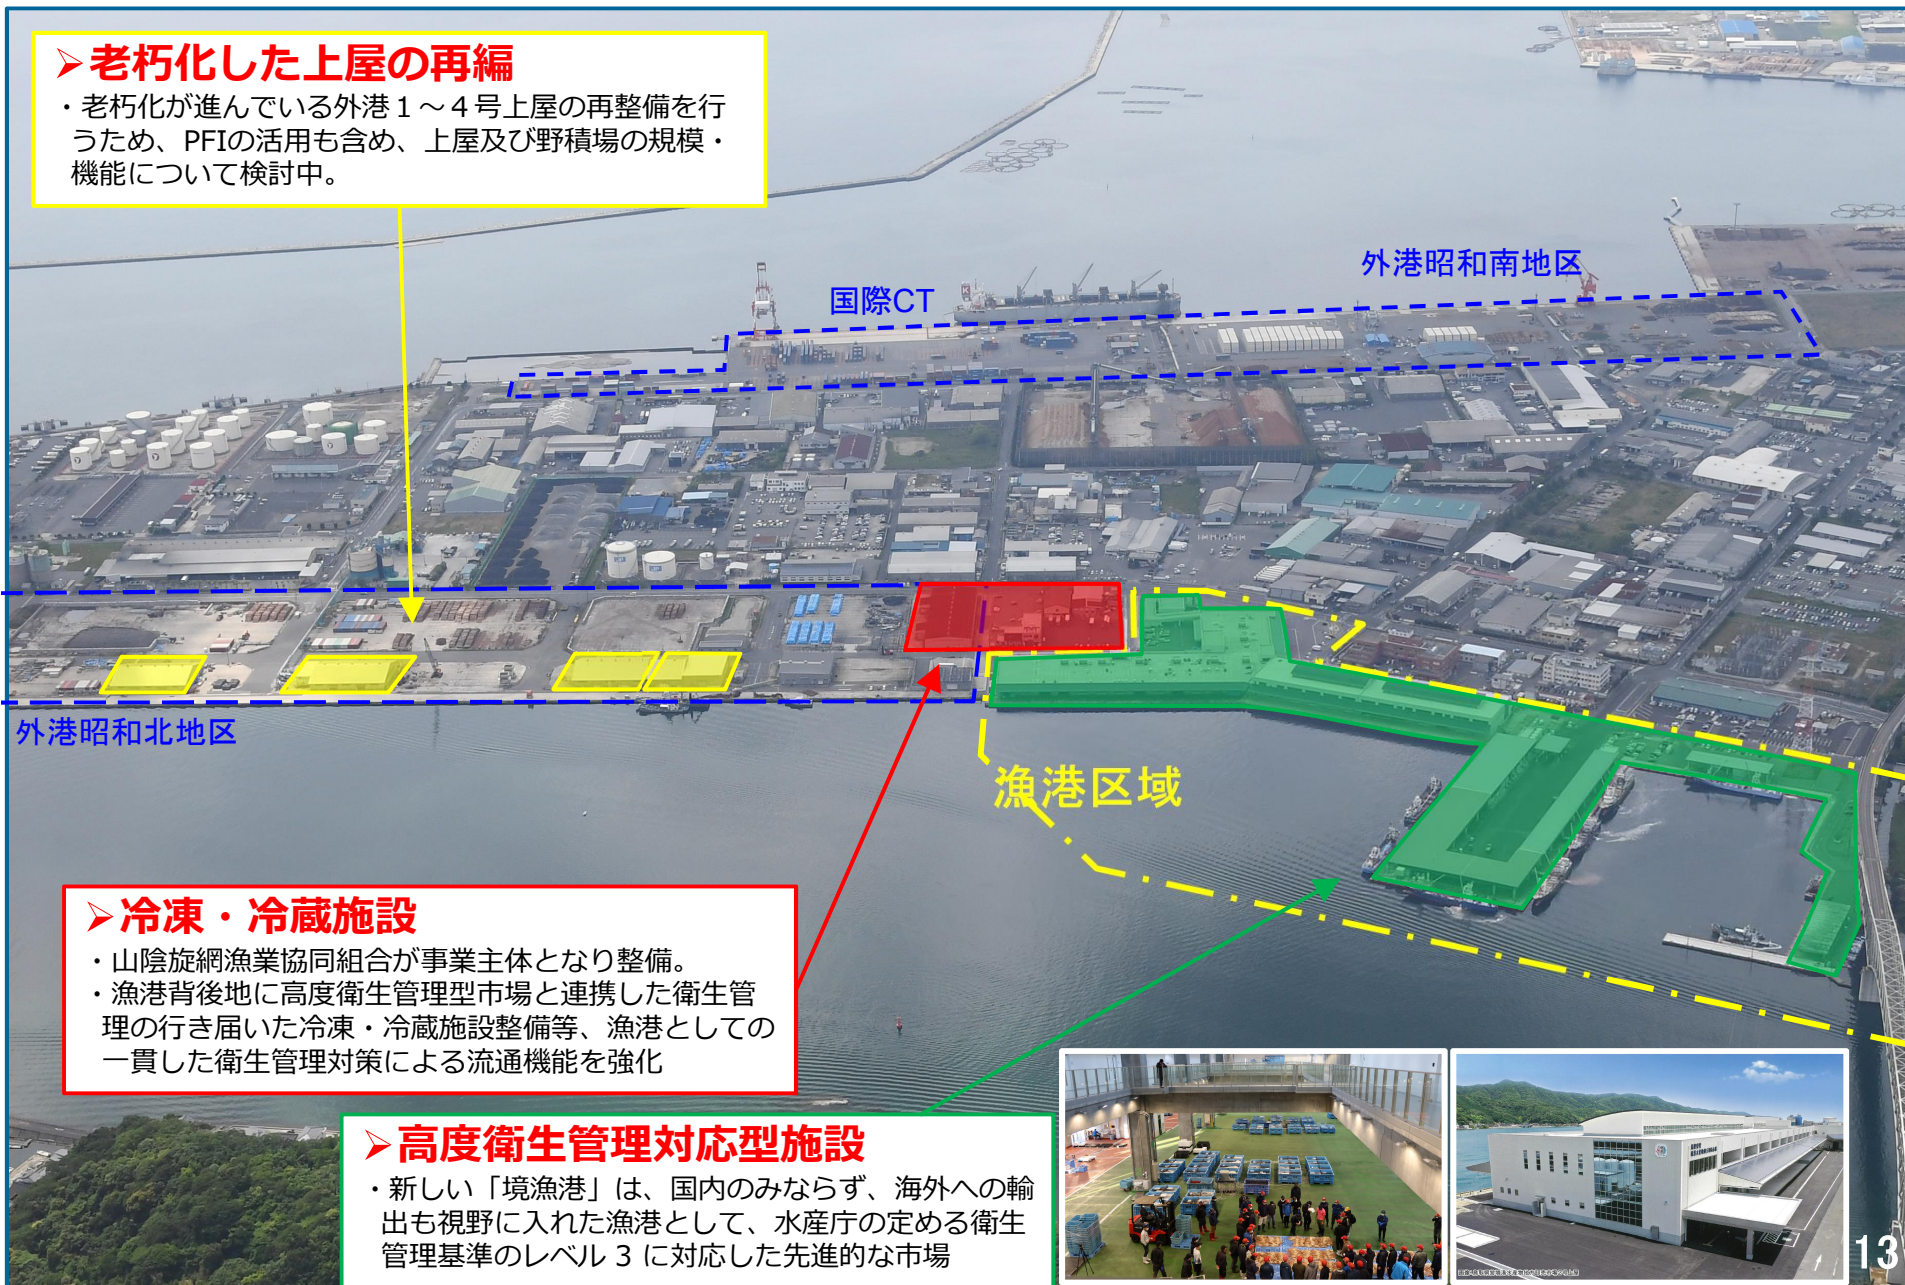 ➢老朽化した上屋の再編
・老朽化が進んでいる外港１～４号上屋の再整備を行
うため、PFIの活用も含め、上屋及び野積場の規模・
機能について検討中。
外港昭和南地区
国際CT
外港昭和北地区
漁港区域
➢冷凍・冷蔵施設
・山陰旋網漁業協同組合が事業主体となり整備。
・漁港背後地に高度衛生管理型市場と連携した衛生管
理の行き届いた冷凍・冷蔵施設整備等、漁港としての
一貫した衛生管理対策による流通機能を強化
➢高度衛生管理対応型施設
・新しい「境漁港」は、国内のみならず、海外への輸
出も視野に入れた漁港として、水産庁の定める衛生
管理基準のレベル３に対応した先進的な市場
13